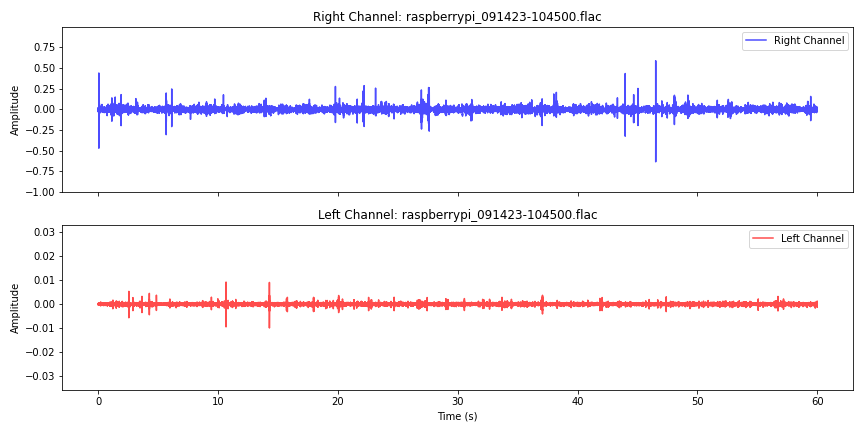 Right Channel: raspberrypi_091423-104500.flac
Amplitude
0.75
0.50
0.25
0.00
−0.25
−0.50
−0.75
−1.00
Right Channel
Left Channel: raspberrypi_091423-104500.flac
Amplitude
0.03
0.02
0.01
0.00
−0.01
−0.02
−0.03
Left Channel
0 10 20 30 40 50 60
Time (s)